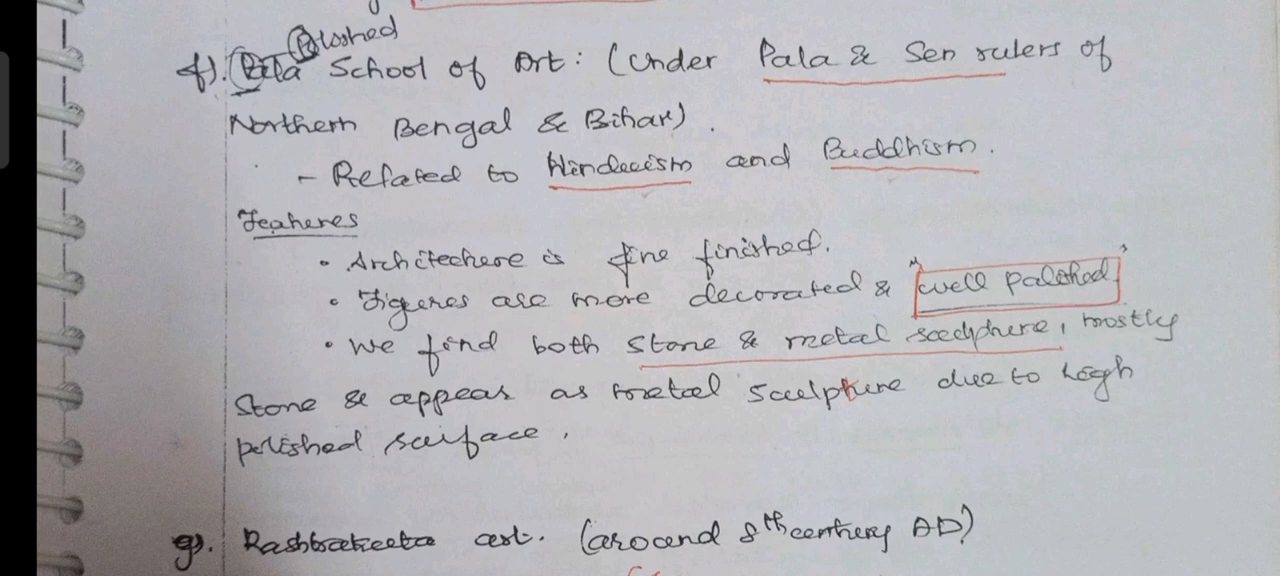 Polished
f). Pala School of Art: (Under Pala & Sen rulers of
Northern Bengal & Bihar).
- Related to Hinduism and Buddhism.
Features
• Architecture is fine finished.
• Figures are more decorated & "well polished"
• We find both stone & metal sculpture, mostly
Stone & appear as metal sculpture due to high
polished surface.
g). Rashtrakuta art. (around 8th century AD)